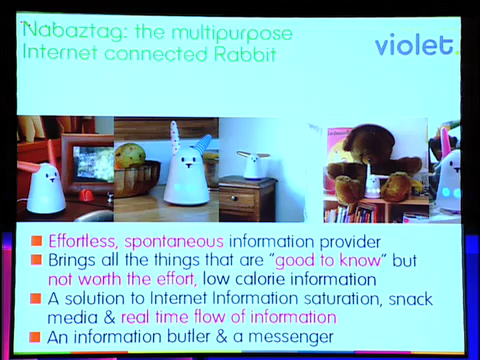 Nabaztag: the multipurpose
Internet connected Rabbit
violet.
Effortless, spontaneous information provider
Brings all the things that are "good to know" but
not worth the effort, low calorie information
A solution to Internet Information saturation, snack
media & real time flow of information
An information butler & a messenger